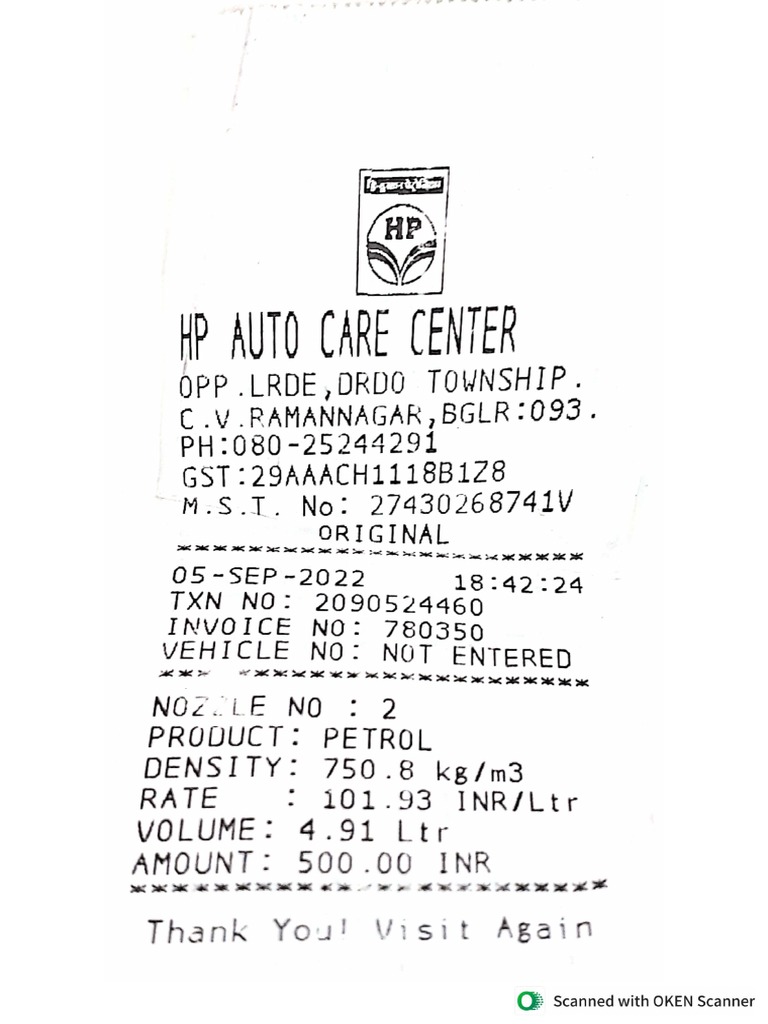 HP
HP AUTO CARE CENTER
OPP.LRDE,DRDO TOWNSHIP.
C.V.RAMANNAGAR,BGLR:093.
PH:080-25244291
GST:29AAACH1118B1Z8
M.S.T. No: 27430268741V
ORIGINAL
****************************
05-SEP-2022 18:42:24
TXN NO: 2090524460
INVOICE NO: 780350
VEHICLE NO: NOT ENTERED
****************************
NOZZLE NO : 2
PRODUCT: PETROL
DENSITY: 750.8 kg/m3
RATE : 101.93 INR/Ltr
VOLUME: 4.91 Ltr
AMOUNT: 500.00 INR
****************************
Thank You! Visit Again
Scanned with OKEN Scanner